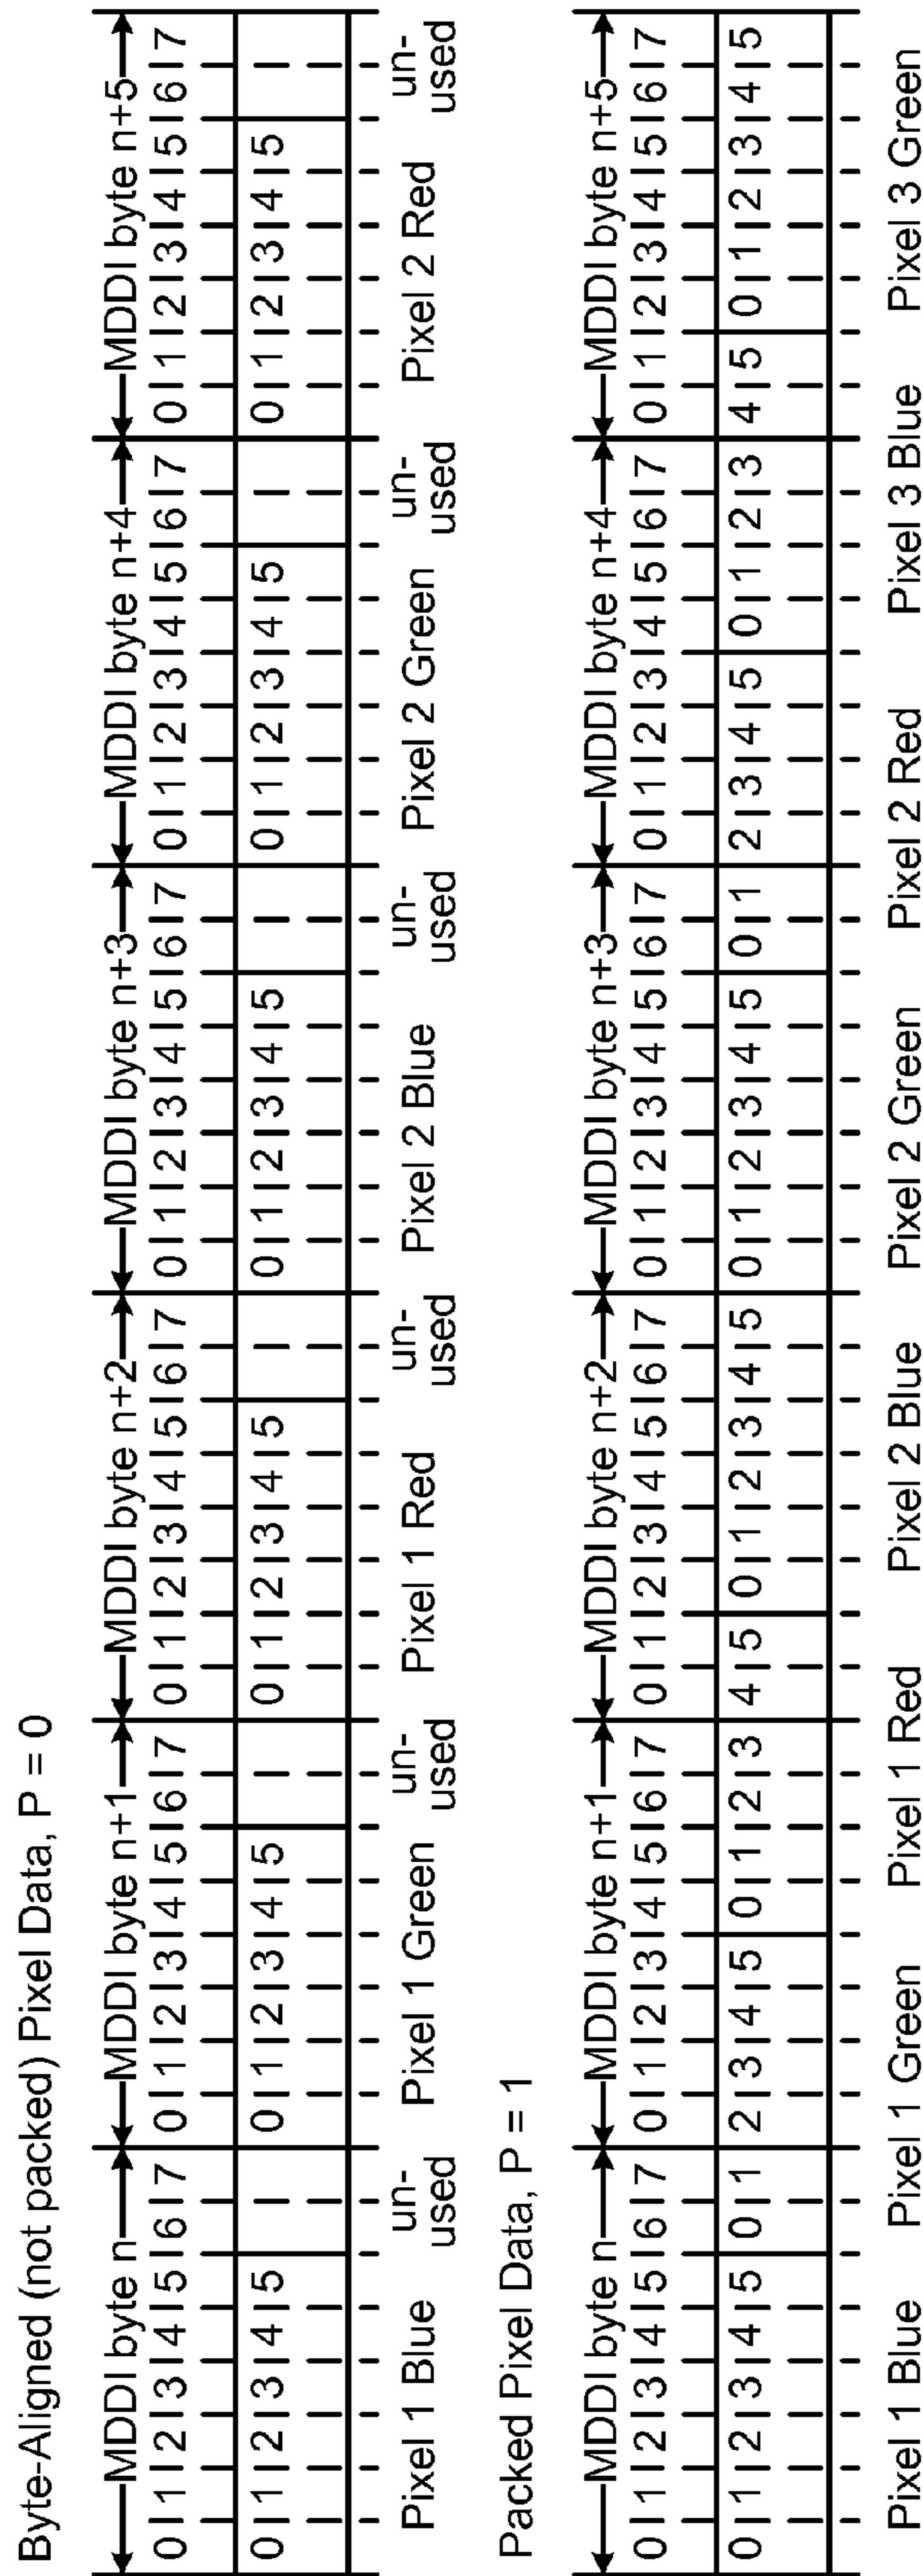 Byte-Aligned (not packed) Pixel Data, P = 0
MDDI byte n MDDI byte n+1 MDDI byte n+2 MDDI byte n+3 MDDI byte n+4 MDDI byte n+5
0 1 2 3 4 5 6 7 0 1 2 3 4 5 6 7 0 1 2 3 4 5 6 7 0 1 2 3 4 5 6 7 0 1 2 3 4 5 6 7 0 1 2 3 4 5 6 7
0 1 2 3 4 5 0 1 2 3 4 5 0 1 2 3 4 5 0 1 2 3 4 5 0 1 2 3 4 5 0 1 2 3 4 5
Pixel 1 Blue un-used Pixel 1 Green un-used Pixel 1 Red un-used Pixel 2 Blue un-used Pixel 2 Green un-used Pixel 2 Red un-used
Packed Pixel Data, P = 1
MDDI byte n MDDI byte n+1 MDDI byte n+2 MDDI byte n+3 MDDI byte n+4 MDDI byte n+5
0 1 2 3 4 5 6 7 0 1 2 3 4 5 6 7 0 1 2 3 4 5 6 7 0 1 2 3 4 5 6 7 0 1 2 3 4 5 6 7 0 1 2 3 4 5 6 7
0 1 2 3 4 5 0 1 2 3 4 5 0 1 2 3 4 5 0 1 2 3 4 5 0 1 2 3 4 5 0 1 2 3 4 5 0 1 2 3 4 5 0 1 2 3 4 5
Pixel 1 Blue Pixel 1 Green Pixel 1 Red Pixel 2 Blue Pixel 2 Green Pixel 2 Red Pixel 3 Blue Pixel 3 Green